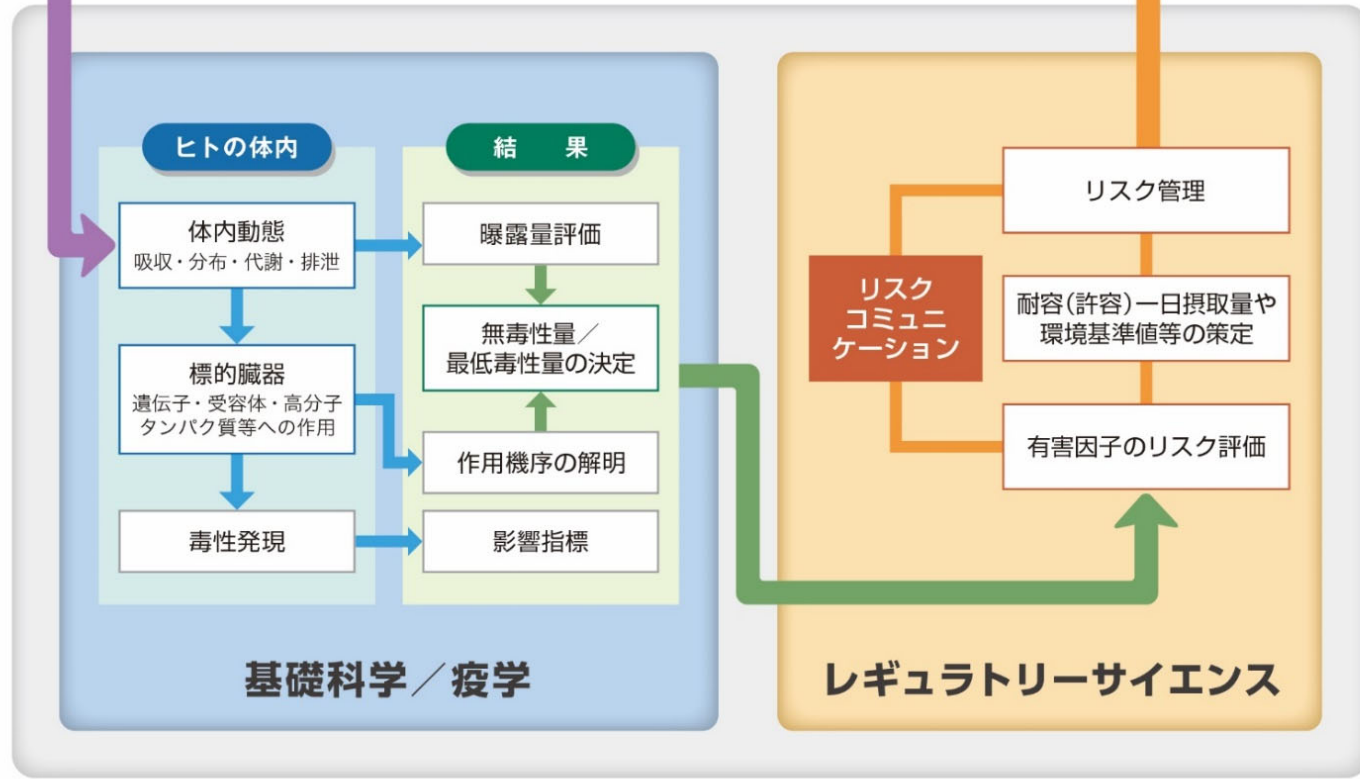 ヒトの体内
体内動態
吸収・分布・代謝・排泄
標的臓器
遺伝子・受容体・高分子
タンパク質等への作用
毒性発現
結　果
曝露量評価
無毒性量／
最低毒性量の決定
作用機序の解明
影響指標
基礎科学／疫学
リスク管理
リスク
コミュニ
ケーション
耐容(許容)一日摂取量や
環境基準値等の策定
有害因子のリスク評価
レギュラトリーサイエンス